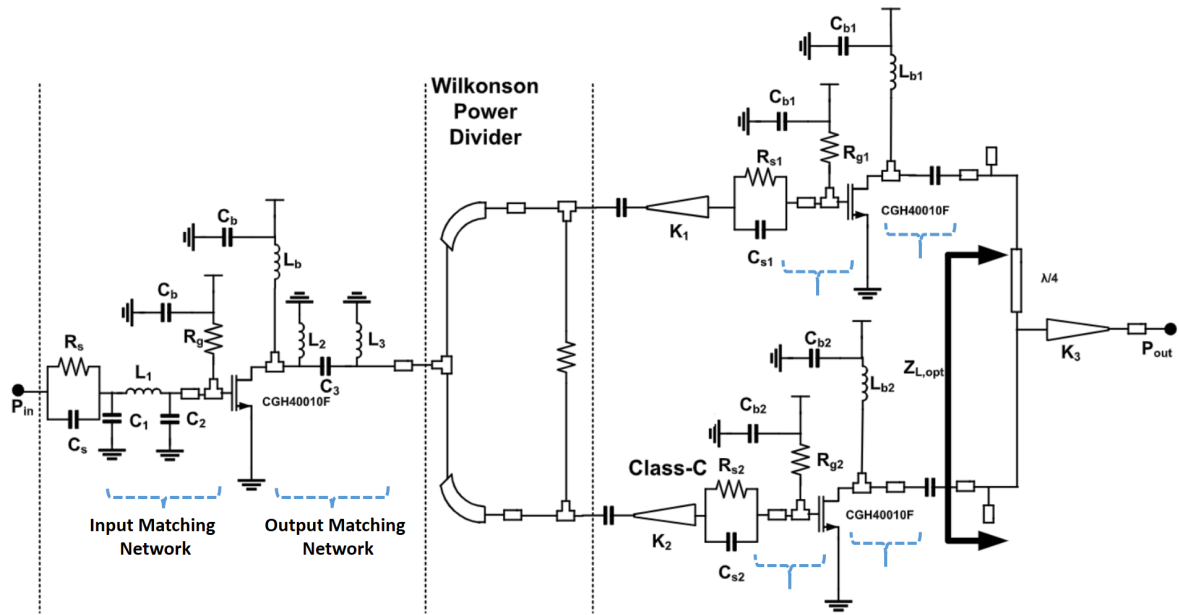 Wilkonson
Power
Divider
Cb1
Lb1
Cb1
Rg1
Rs1
K1
Cs1
CGH40010F
Cb
Lb
Cb
Rg
Rs
L1
Pin
Cs
C1
C2
L2
L3
C3
CGH40010F
Input Matching
Network
Output Matching
Network
λ/4
K3
Pout
ZL,opt
Cb2
Lb2
Cb2
Rg2
Class-C
Rs2
K2
Cs2
CGH40010F